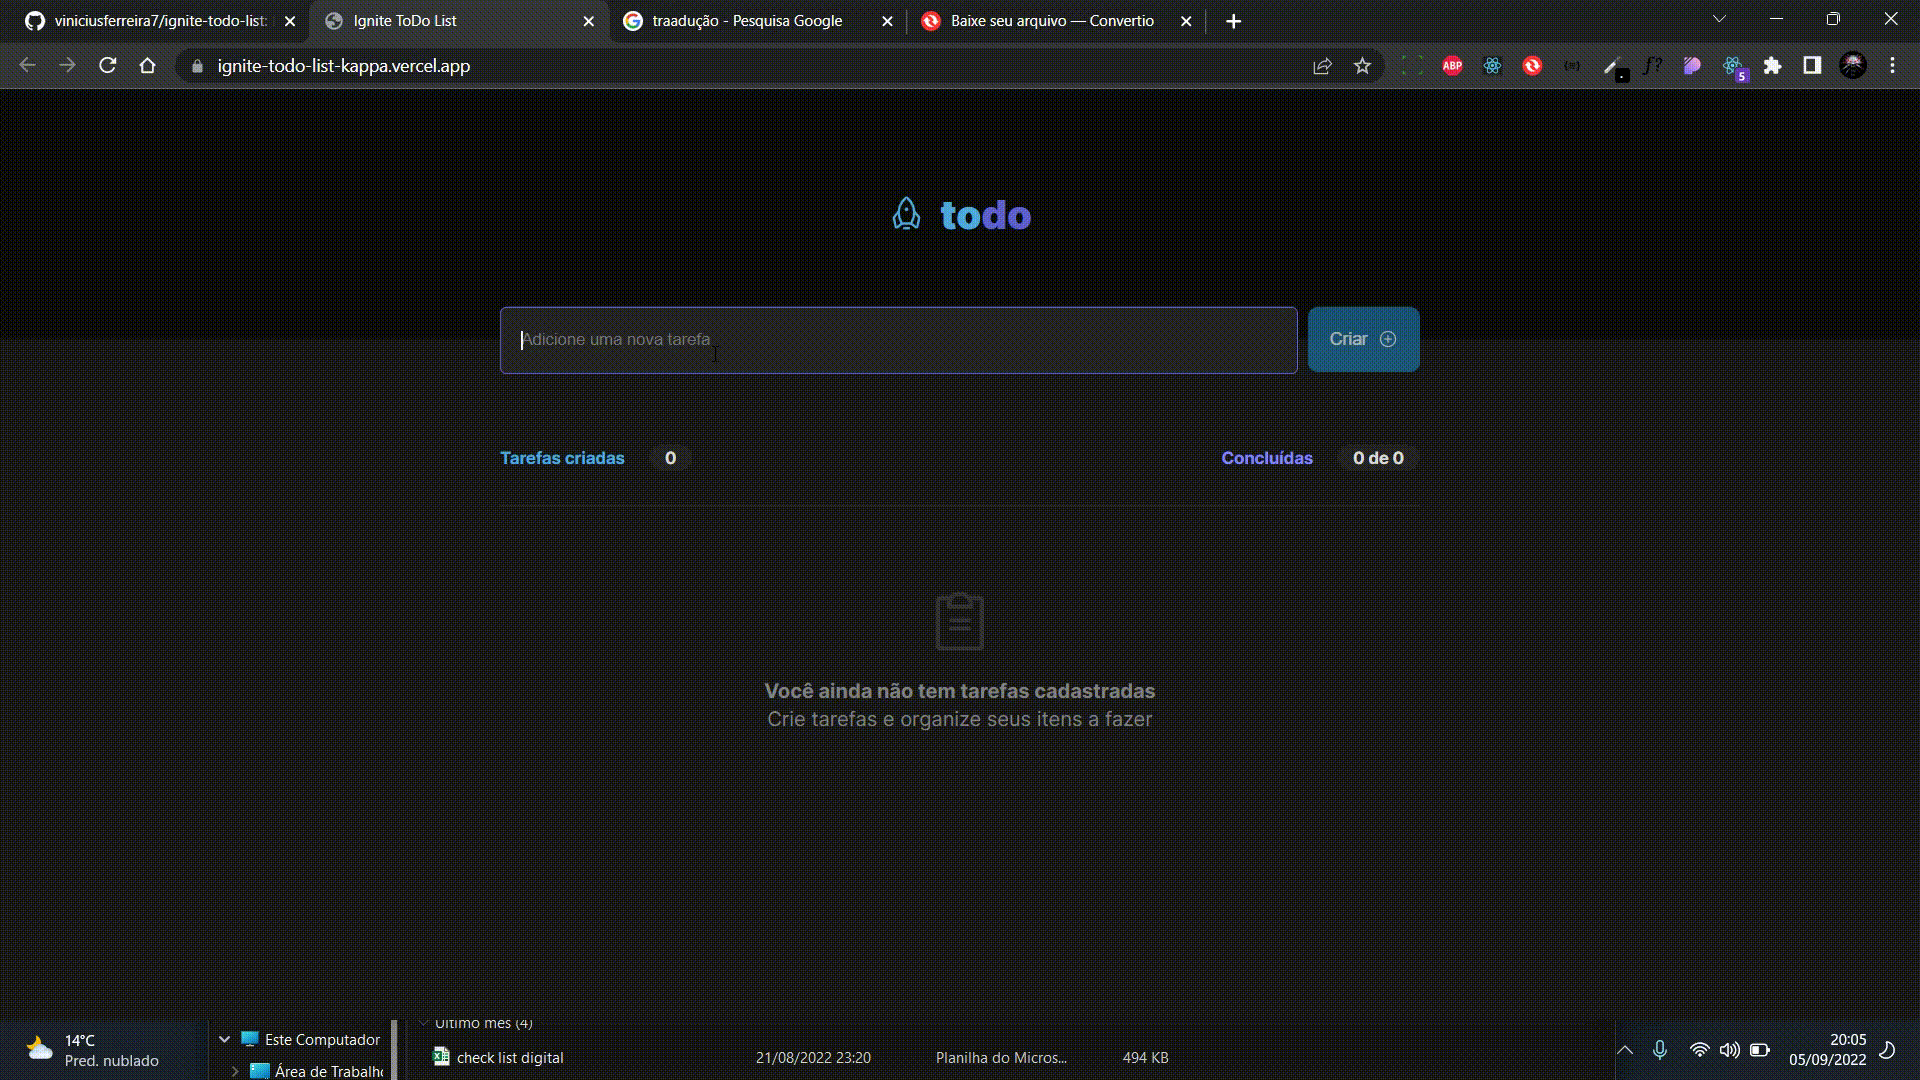 viniciusferreira7/ignite-todo-list:
Ignite ToDo List
traadução - Pesquisa Google
Baixe seu arquivo — Convertio
ignite-todo-list-kappa.vercel.app
ABP
ƒ?
5
todo
Adicione uma nova tarefa
Criar
Tarefas criadas 0
Concluídas 0 de 0
Você ainda não tem tarefas cadastradas
Crie tarefas e organize seus itens a fazer
14°C
Pred. nublado
Este Computador
Área de Trabalho
Último mês (4)
check list digital 21/08/2022 23:20 Planilha do Micros... 494 KB
20:05
05/09/2022